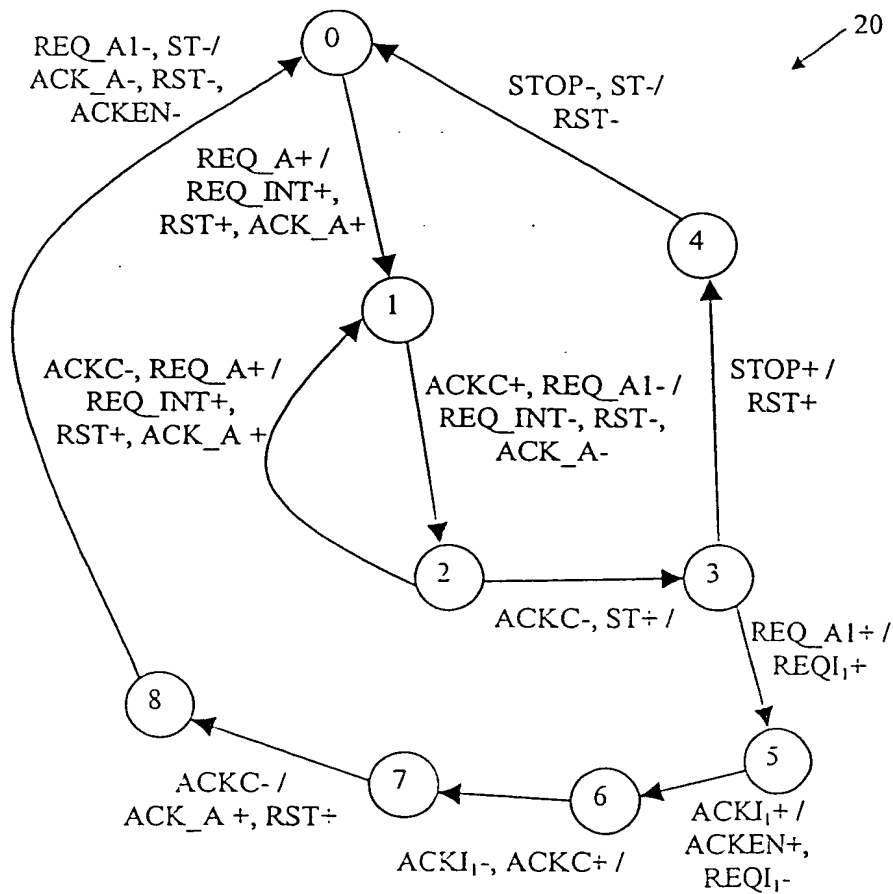 0
20
REQ_A1-, ST-/
ACK_A-, RST-,
ACKEN-
STOP-, ST-/
RST-
REQ_A+ /
REQ_INT+,
RST+, ACK_A+
4
1
ACKC-, REQ_A+ /
REQ_INT+,
RST+, ACK_A +
ACKC+, REQ_A1- /
REQ_INT-, RST-,
ACK_A-
STOP+ /
RST+
2
3
ACKC-, ST+ /
REQ_A1+ /
REQI₁+
8
5
7
6
ACKC- /
ACK_A +, RST+
ACKI₁-, ACKC+ /
ACKI₁+ /
ACKEN+,
REQI₁-